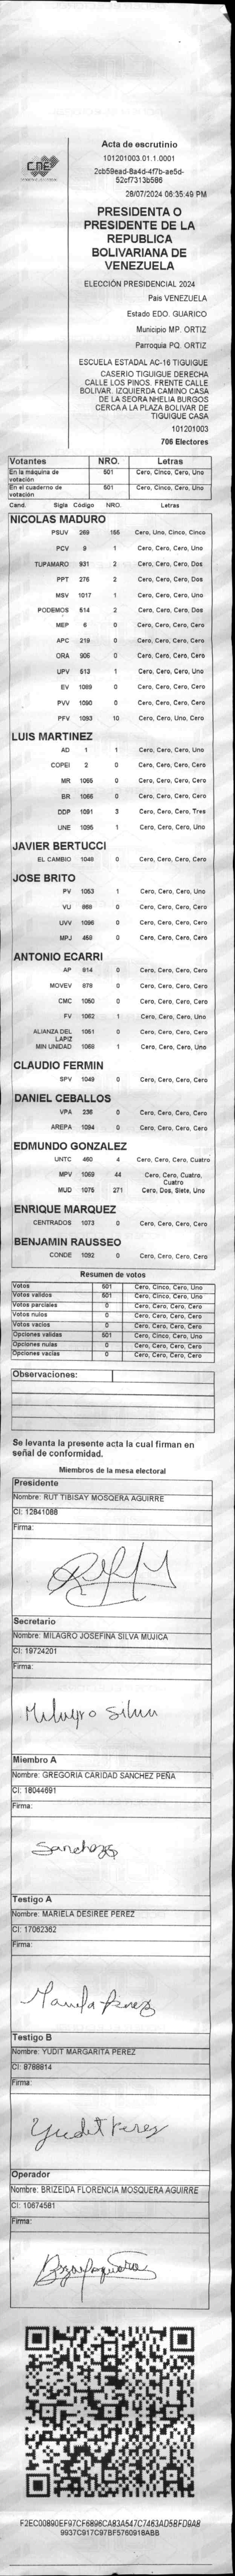 CNE
Acta de escrutinio
101201003.01.1.0001
2cb59ead-8a4d-4f7b-ae5d-
52cf7313b586
28/07/2024 06:35:49 PM
PRESIDENTA O
PRESIDENTE DE LA
REPUBLICA
BOLIVARIANA DE
VENEZUELA
ELECCIÓN PRESIDENCIAL 2024
Pais VENEZUELA
Estado EDO. GUARICO
Municipio MP. ORTIZ
Parroquia PQ. ORTIZ
ESCUELA ESTADAL AC-16 TIGUIGUE
CASERIO TIGUIGUE DERECHA
CALLE LOS PINOS. FRENTE CALLE
BOLIVAR. IZQUIERDA CAMINO CASA
DE LA SEORA NHELIA BURGOS
CERCA A LA PLAZA BOLIVAR DE
TIGUIGUE CASA
101201003
706 Electores
Votantes NRO. Letras
En la máquina de votación 501 Cero, Cinco, Cero, Uno
En el cuaderno de votación 501 Cero, Cinco, Cero, Uno
Cand. Sigla Código NRO. Letras
NICOLAS MADURO
PSUV 269 155 Cero, Uno, Cinco, Cinco
PCV 9 1 Cero, Cero, Cero, Uno
TUPAMARO 931 2 Cero, Cero, Cero, Dos
PPT 276 2 Cero, Cero, Cero, Dos
MSV 1017 1 Cero, Cero, Cero, Uno
PODEMOS 514 2 Cero, Cero, Cero, Dos
MEP 6 0 Cero, Cero, Cero, Cero
APC 219 0 Cero, Cero, Cero, Cero
ORA 906 0 Cero, Cero, Cero, Cero
UPV 513 1 Cero, Cero, Cero, Uno
EV 1089 0 Cero, Cero, Cero, Cero
PVV 1090 0 Cero, Cero, Cero, Cero
PFV 1093 10 Cero, Cero, Uno, Cero
LUIS MARTINEZ
AD 1 1 Cero, Cero, Cero, Uno
COPEI 2 0 Cero, Cero, Cero, Cero
MR 1065 0 Cero, Cero, Cero, Cero
BR 1066 0 Cero, Cero, Cero, Cero
DDP 1091 3 Cero, Cero, Cero, Tres
UNE 1095 1 Cero, Cero, Cero, Uno
JAVIER BERTUCCI
EL CAMBIO 1048 0 Cero, Cero, Cero, Cero
JOSE BRITO
PV 1053 1 Cero, Cero, Cero, Uno
VU 868 0 Cero, Cero, Cero, Cero
UVV 1096 0 Cero, Cero, Cero, Cero
MPJ 458 0 Cero, Cero, Cero, Cero
ANTONIO ECARRI
AP 814 0 Cero, Cero, Cero, Cero
MOVEV 878 0 Cero, Cero, Cero, Cero
CMC 1050 0 Cero, Cero, Cero, Cero
FV 1062 1 Cero, Cero, Cero, Uno
ALIANZA DEL LAPIZ 1051 0 Cero, Cero, Cero, Cero
MIN UNIDAD 1068 1 Cero, Cero, Cero, Uno
CLAUDIO FERMIN
SPV 1049 0 Cero, Cero, Cero, Cero
DANIEL CEBALLOS
VPA 236 0 Cero, Cero, Cero, Cero
AREPA 1094 0 Cero, Cero, Cero, Cero
EDMUNDO GONZALEZ
UNTC 460 4 Cero, Cero, Cero, Cuatro
MPV 1069 44 Cero, Cero, Cuatro, Cuatro
MUD 1075 271 Cero, Dos, Siete, Uno
ENRIQUE MARQUEZ
CENTRADOS 1073 0 Cero, Cero, Cero, Cero
BENJAMIN RAUSSEO
CONDE 1092 0 Cero, Cero, Cero, Cero
Resumen de votos
Votos 501 Cero, Cinco, Cero, Uno
Votos validos 501 Cero, Cinco, Cero, Uno
Votos parciales 0 Cero, Cero, Cero, Cero
Votos nulos 0 Cero, Cero, Cero, Cero
Votos vacios 0 Cero, Cero, Cero, Cero
Opciones validas 501 Cero, Cinco, Cero, Uno
Opciones nulas 0 Cero, Cero, Cero, Cero
Opciones vacias 0 Cero, Cero, Cero, Cero
Observaciones:
Se levanta la presente acta la cual firman en
señal de conformidad.
Miembros de la mesa electoral
Presidente
Nombre: RUT TIBISAY MOSQERA AGUIRRE
CI: 12841088
Firma:
Secretario
Nombre: MILAGRO JOSEFINA SILVA MUJICA
CI: 19724201
Firma:
Milagro Silva
Miembro A
Nombre: GREGORIA CARIDAD SANCHEZ PEÑA
CI: 18044691
Firma:
Sanchez
Testigo A
Nombre: MARIELA DESIREE PEREZ
CI: 17062362
Firma:
Mariela Perez
Testigo B
Nombre: YUDIT MARGARITA PEREZ
CI: 8788814
Firma:
Yudit Perez
Operador
Nombre: BRIZEIDA FLORENCIA MOSQUERA AGUIRRE
CI: 10674581
Firma:
F2EC00890EF97CF6896CA83A547C7463AD5BFD9A8
9937C917C97BF5760918ABB